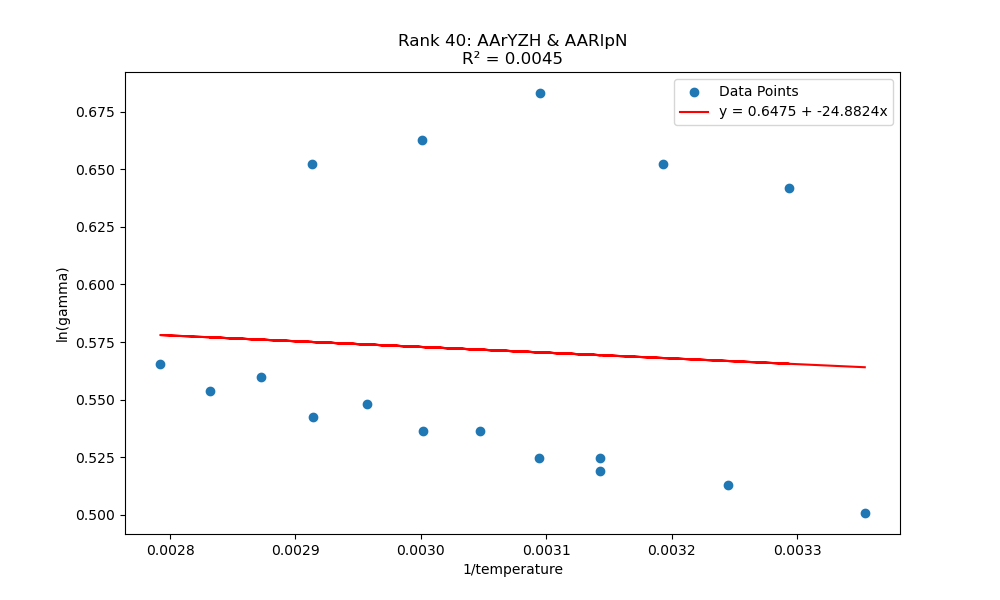 Rank 40: AArYZH & AARlpN
R² = 0.0045
Data Points
y = 0.6475 + -24.8824x
0.675
0.650
0.625
0.600
0.575
0.550
0.525
0.500
ln(gamma)
0.0028 0.0029 0.0030 0.0031 0.0032 0.0033
1/temperature